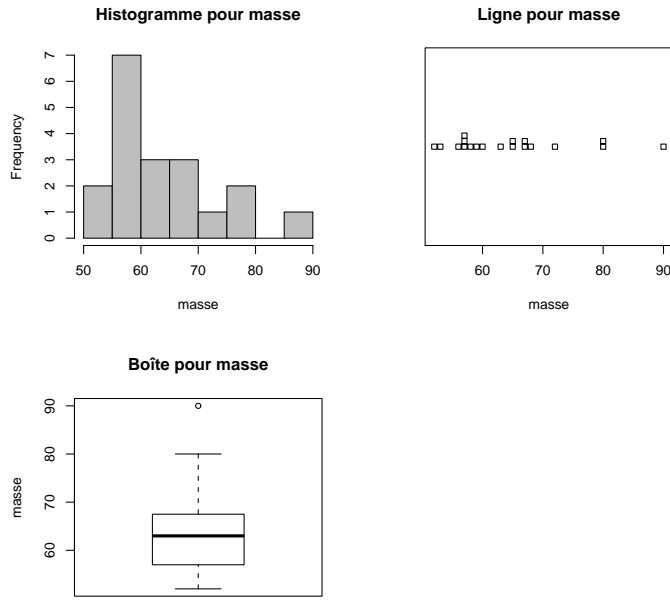 Histogramme pour masse
Frequency
7
6
5
4
3
2
1
0
50 60 70 80 90
masse
Ligne pour masse
60 70 80 90
masse
Boîte pour masse
masse
90
80
70
60